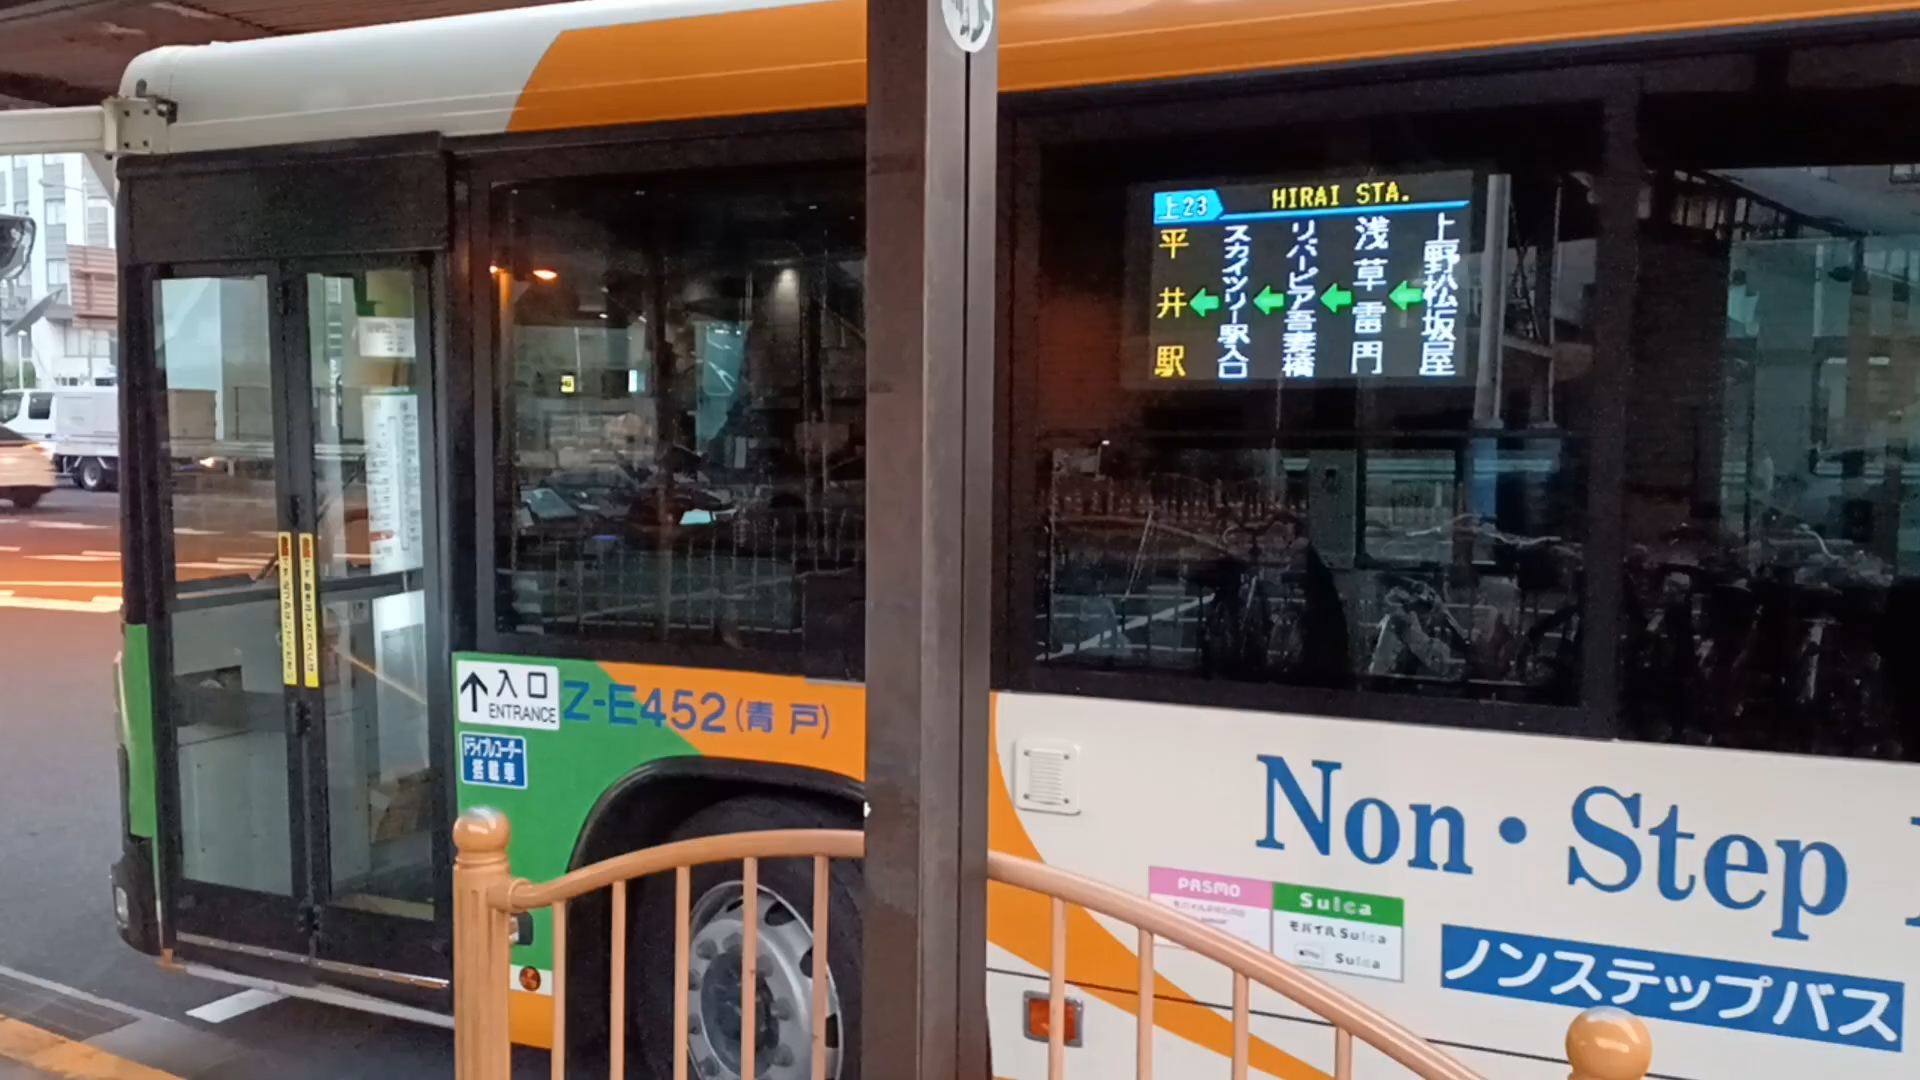 上23
HIRAI STA.
上野松坂屋
浅草雷門
リバーピア吾妻橋
スカイツリー駅入口
平井駅
入口
ENTRANCE
Z-E452(青戸)
ドライブレコーダー
搭載車
Non・Step
PASMO
Suica
モバイルSuica
Suica
ノンステップバス